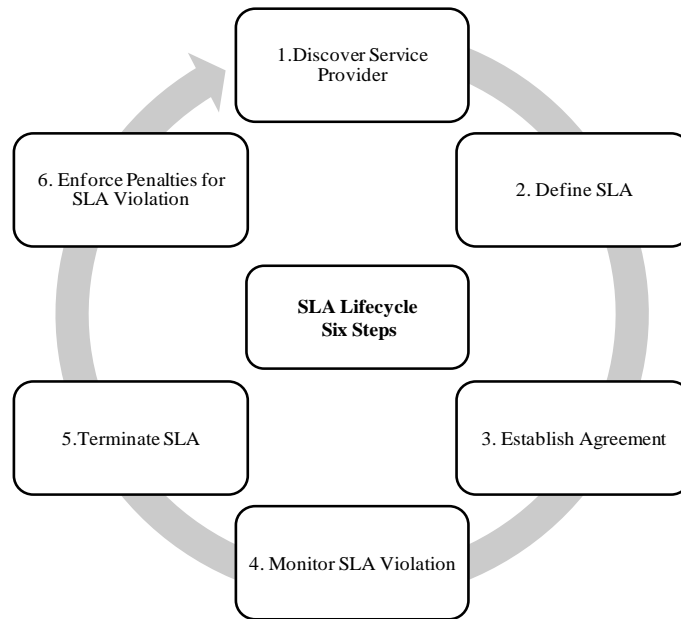 1.Discover Service
Provider
2. Define SLA
3. Establish Agreement
4. Monitor SLA Violation
5.Terminate SLA
6. Enforce Penalties for
SLA Violation
SLA Lifecycle
Six Steps